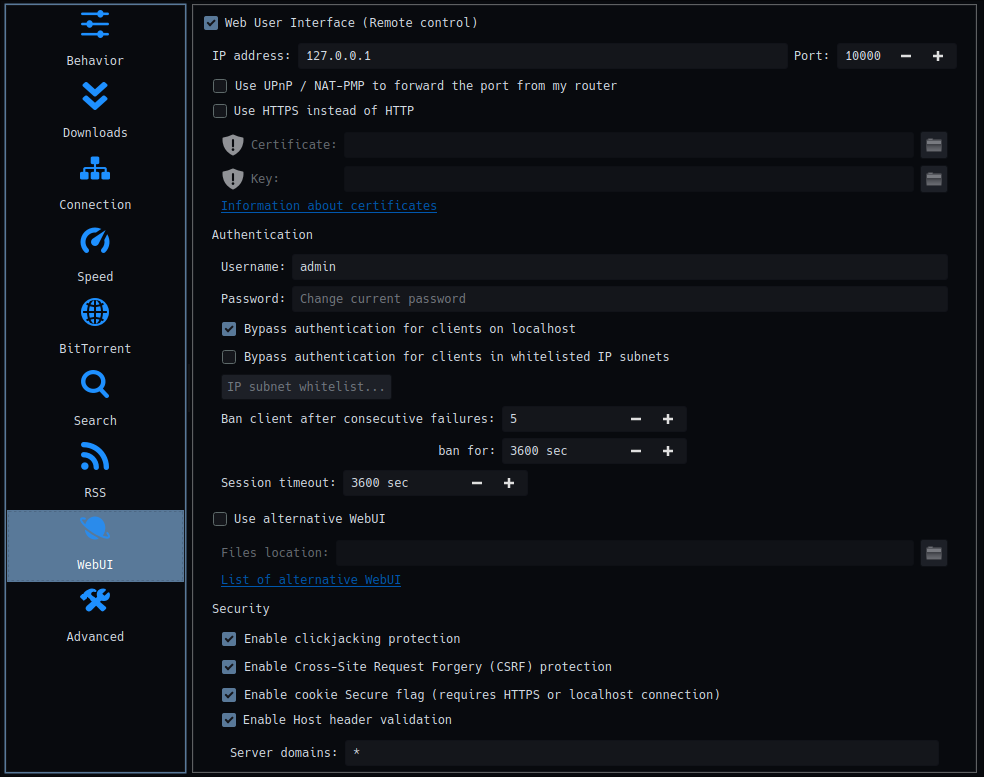 Behavior
Downloads
Connection
Speed
BitTorrent
Search
RSS
WebUI
Advanced
Web User Interface (Remote control)
IP address: 127.0.0.1 Port: 10000
Use UPnP / NAT-PMP to forward the port from my router
Use HTTPS instead of HTTP
Certificate:
Key:
Information about certificates
Authentication
Username: admin
Password: Change current password
Bypass authentication for clients on localhost
Bypass authentication for clients in whitelisted IP subnets
IP subnet whitelist...
Ban client after consecutive failures: 5
ban for: 3600 sec
Session timeout: 3600 sec
Use alternative WebUI
Files location:
List of alternative WebUI
Security
Enable clickjacking protection
Enable Cross-Site Request Forgery (CSRF) protection
Enable cookie Secure flag (requires HTTPS or localhost connection)
Enable Host header validation
Server domains: *